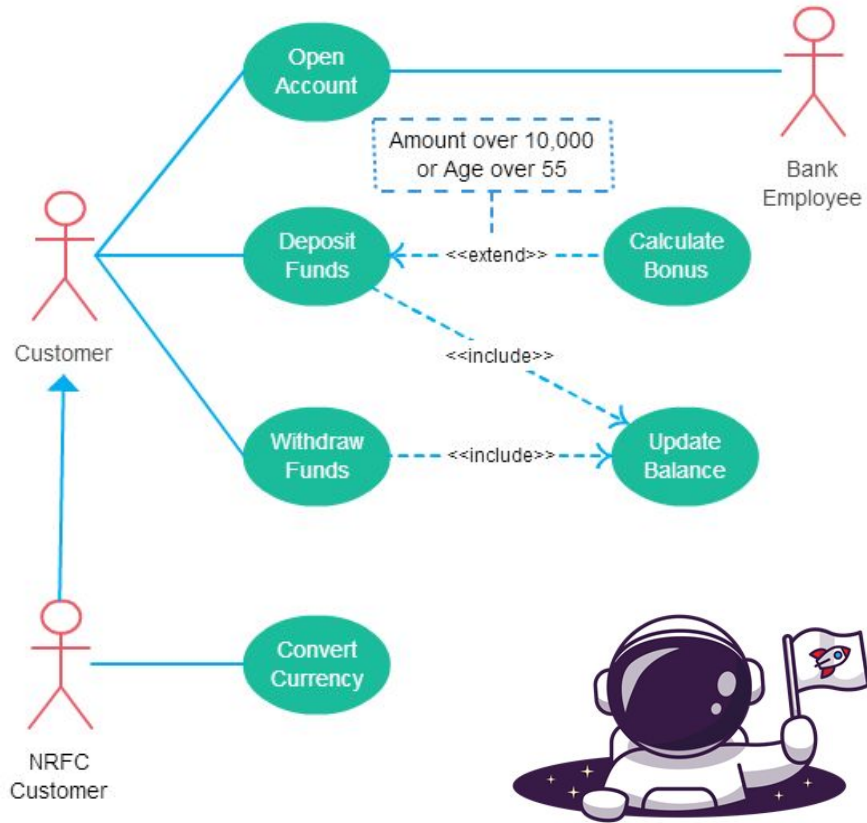 Open
Account
Amount over 10,000
or Age over 55
Bank
Employee
Deposit
Funds
<<extend>>
Calculate
Bonus
Customer
<<include>>
Withdraw
Funds
<<include>>
Update
Balance
Convert
Currency
NRFC
Customer